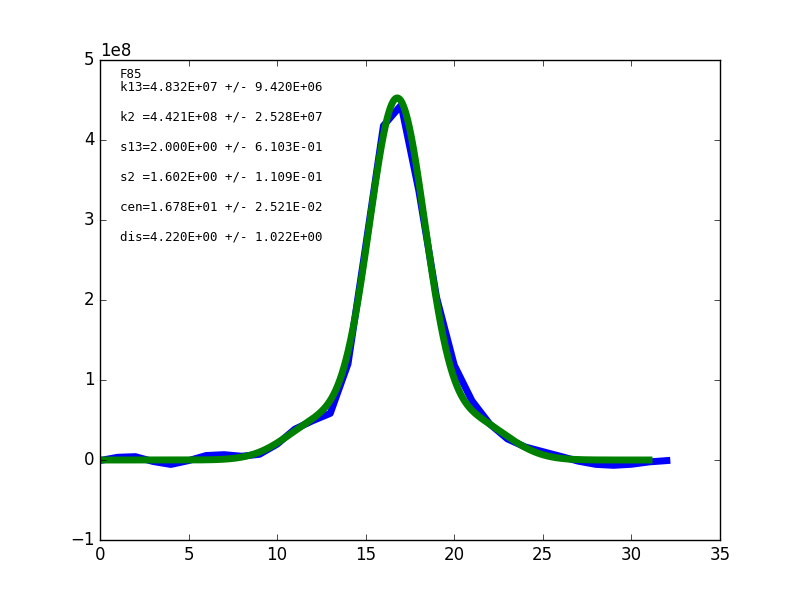 1e8
5
4
3
2
1
0
−1
F85
k13=4.832E+07 +/- 9.420E+06
k2 =4.421E+08 +/- 2.528E+07
s13=2.000E+00 +/- 6.103E-01
s2 =1.602E+00 +/- 1.109E-01
cen=1.678E+01 +/- 2.521E-02
dis=4.220E+00 +/- 1.022E+00
0 5 10 15 20 25 30 35